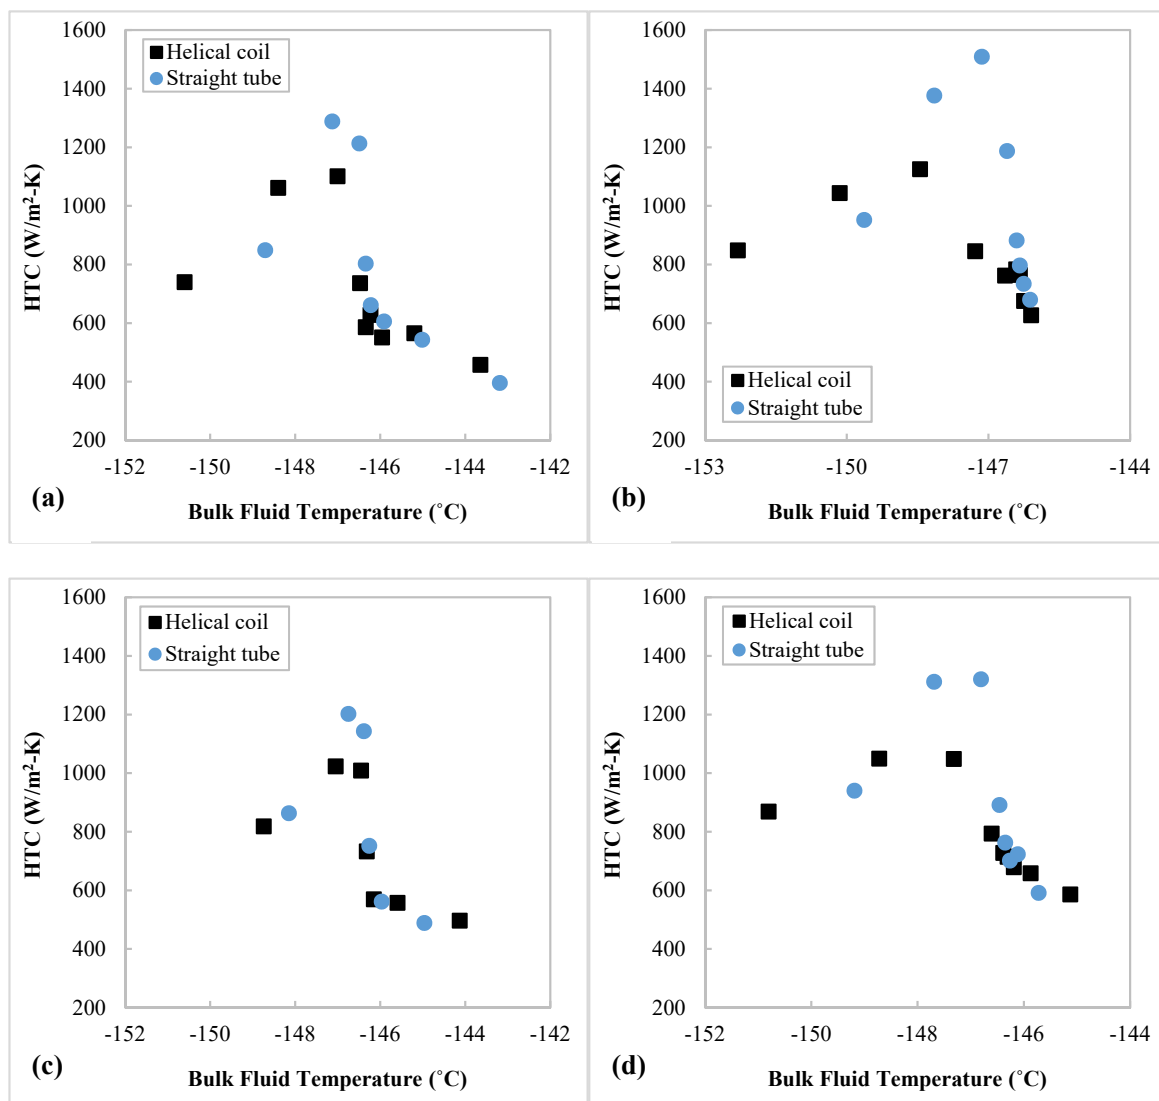 1600
1400
1200
1000
800
600
400
200
HTC (W/m²-K)
Helical coil
Straight tube
-152 -150 -148 -146 -144 -142
(a)
Bulk Fluid Temperature (˚C)
1600
1400
1200
1000
800
600
400
200
HTC (W/m²-K)
Helical coil
Straight tube
-153 -150 -147 -144
(b)
Bulk Fluid Temperature (˚C)
1600
1400
1200
1000
800
600
400
200
HTC (W/m²-K)
Helical coil
Straight tube
-152 -150 -148 -146 -144 -142
(c)
Bulk Fluid Temperature (˚C)
1600
1400
1200
1000
800
600
400
200
HTC (W/m²-K)
Helical coil
Straight tube
-152 -150 -148 -146 -144
(d)
Bulk Fluid Temperature (˚C)